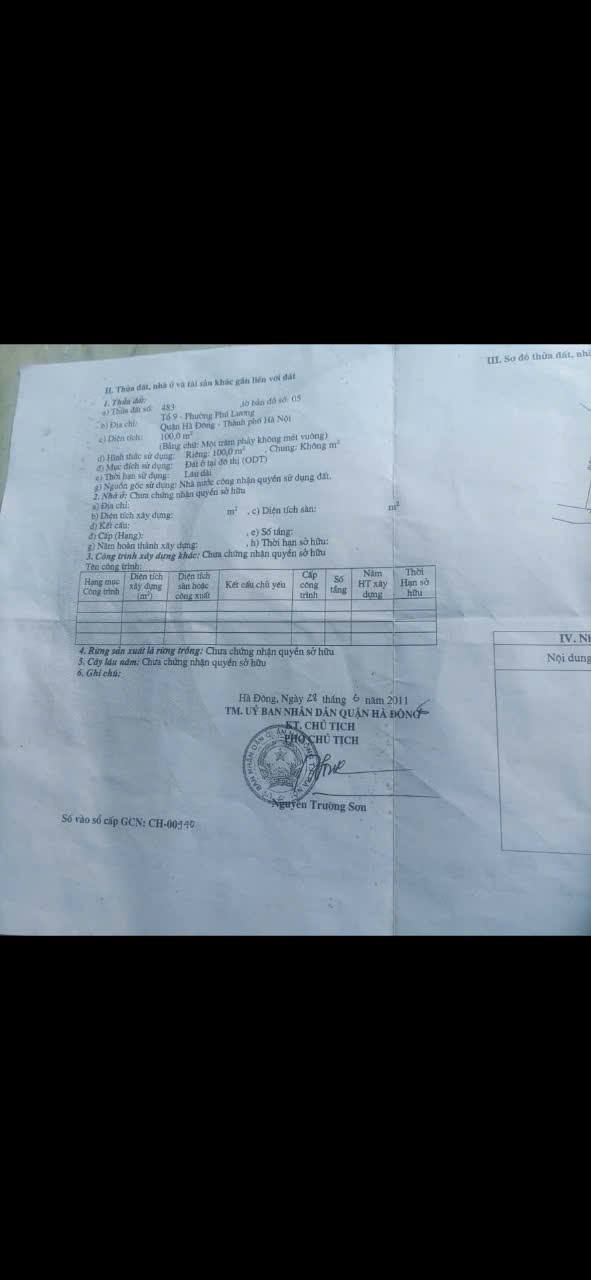 II. Thửa đất, nhà ở và tài sản khác gắn liền với đất
1. Thửa đất:
a) Thửa đất số: 483 ,tờ bản đồ số: 05
b) Địa chỉ: Tổ 9 - Phường Phú Lương
Quận Hà Đông - Thành phố Hà Nội
c) Diện tích: 100,0 m²
(Bằng chữ: Một trăm phẩy không mét vuông)
d) Hình thức sử dụng: Riêng: 100,0 m² , Chung: Không m²
đ) Mục đích sử dụng: Đất ở tại đô thị (ODT)
e) Thời hạn sử dụng: Lâu dài
g) Nguồn gốc sử dụng: Nhà nước công nhận quyền sử dụng đất.
2. Nhà ở: Chưa chứng nhận quyền sở hữu
a) Địa chỉ:
b) Diện tích xây dựng: m² , c) Diện tích sàn: m²
d) Kết cấu:
đ) Cấp (Hạng): , e) Số tầng:
g) Năm hoàn thành xây dựng: , h) Thời hạn sở hữu:
3. Công trình xây dựng khác: Chưa chứng nhận quyền sở hữu
Tên công trình:
Hạng mục Công trình
Diện tích xây dựng (m²)
Diện tích sàn hoặc công xuất
Kết cấu chủ yếu
Cấp công trình
Số tầng
Năm HT xây dựng
Thời Hạn sở hữu
4. Rừng sản xuất là rừng trồng: Chưa chứng nhận quyền sở hữu
5. Cây lâu năm: Chưa chứng nhận quyền sở hữu
6. Ghi chú:
Hà Đông, Ngày 28 tháng 6 năm 2011
TM. UỶ BAN NHÂN DÂN QUẬN HÀ ĐÔNG
KT. CHỦ TỊCH
PHÓ CHỦ TỊCH
Nguyễn Trường Sơn
Số vào sổ cấp GCN: CH-00
III. Sơ đồ thửa đất, nhà
IV. Nh
Nội dung